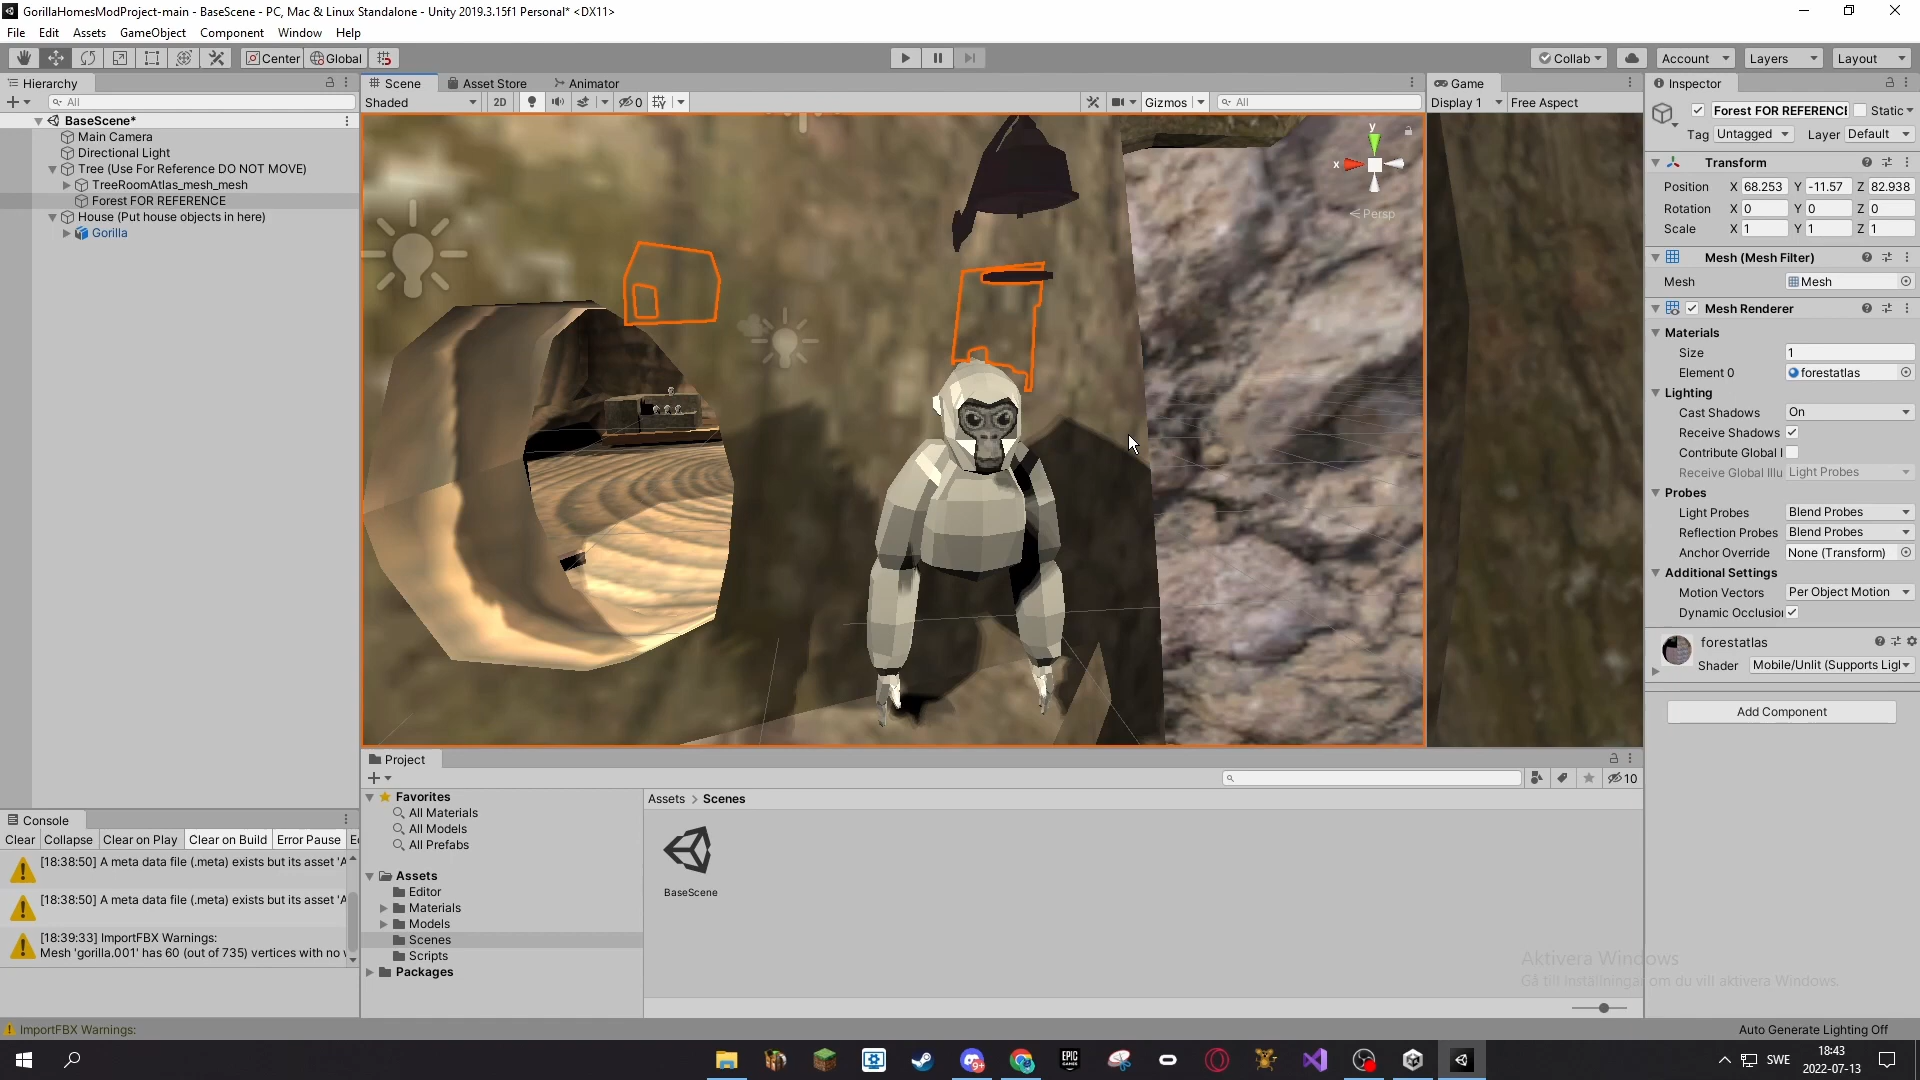 GorillaHomesModProject-main - BaseScene - PC, Mac & Linux Standalone - Unity 2019.3.15f1 Personal* <DX11>
File Edit Assets GameObject Component Window Help
Center Global
Collab Account Layers Layout
Hierarchy
All
BaseScene*
Main Camera
Directional Light
Tree (Use For Reference DO NOT MOVE)
TreeRoomAtlas_mesh_mesh
Forest FOR REFERENCE
House (Put house objects in here)
Gorilla
Scene Asset Store Animator
Shaded 2D 0 Gizmos All
y
x
Persp
Game
Display 1 Free Aspect
Inspector
Forest FOR REFERENCE Static
Tag Untagged Layer Default
Transform
Position X 68.253 Y -11.57 Z 82.938
Rotation X 0 Y 0 Z 0
Scale X 1 Y 1 Z 1
Mesh (Mesh Filter)
Mesh Mesh
Mesh Renderer
Materials
Size 1
Element 0 forestatlas
Lighting
Cast Shadows On
Receive Shadows
Contribute Global I
Receive Global Illu Light Probes
Probes
Light Probes Blend Probes
Reflection Probes Blend Probes
Anchor Override None (Transform)
Additional Settings
Motion Vectors Per Object Motion
Dynamic Occlusion
forestatlas
Shader Mobile/Unlit (Supports Ligl
Add Component
Project
10
Favorites
All Materials
All Models
All Prefabs
Assets
Editor
Materials
Models
Scenes
Scripts
Packages
Assets > Scenes
BaseScene
Console
Clear Collapse Clear on Play Clear on Build Error Pause
[18:38:50] A meta data file (.meta) exists but its asset 'A
[18:38:50] A meta data file (.meta) exists but its asset 'A
[18:39:33] ImportFBX Warnings:
Mesh 'gorilla.001' has 60 (out of 735) vertices with no
Aktivera Windows
Gå till Inställningar om du vill aktivera Windows.
ImportFBX Warnings:
Auto Generate Lighting Off
EPIC GAMES
9+
SWE
18:43
2022-07-13